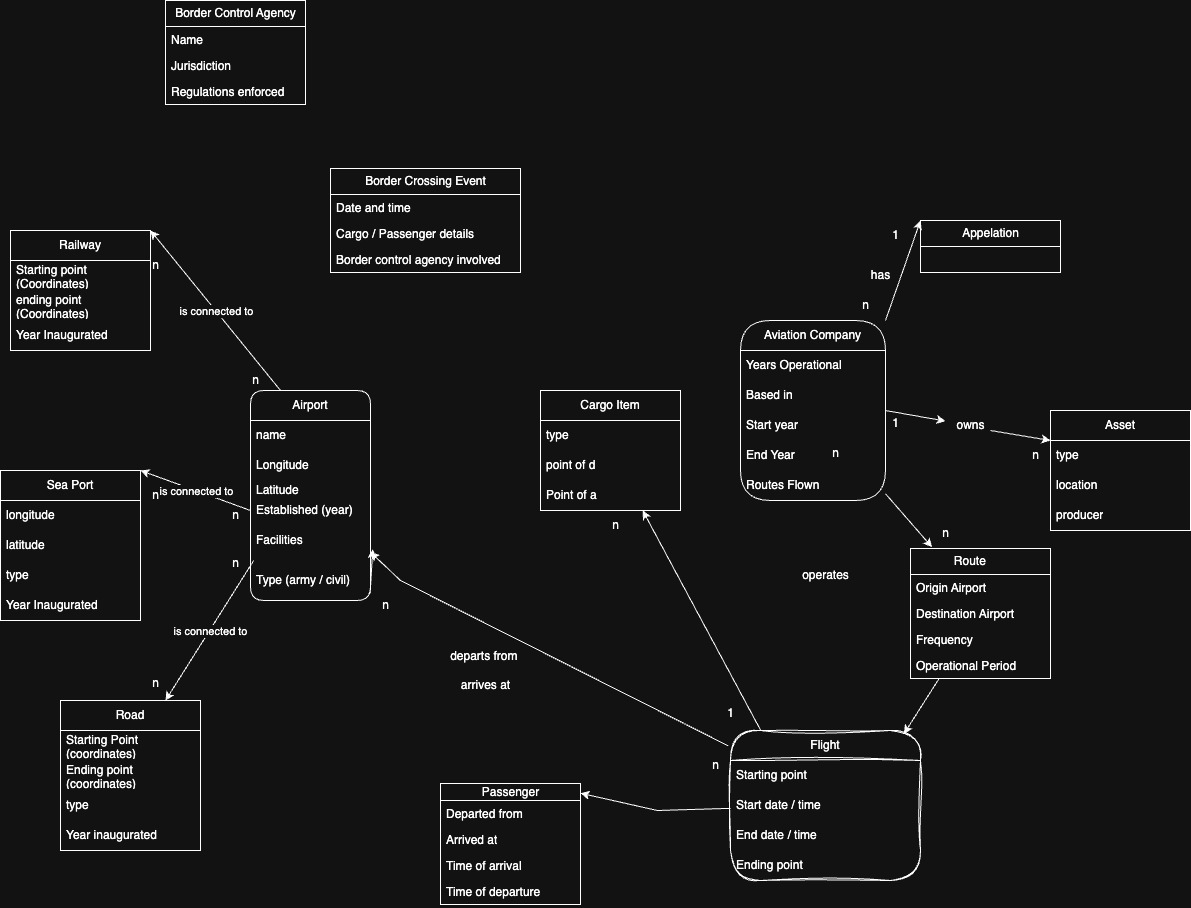 Border Control Agency
Name
Jurisdiction
Regulations enforced
Border Crossing Event
Date and time
Cargo / Passenger details
Border control agency involved
Railway
Starting point
(Coordinates)
ending point
(Coordinates)
Year Inaugurated
n
is connected to
n
Appelation
1
has
n
Aviation Company
Years Operational
Based in
Start year
End Year
n
Routes Flown
1
owns
n
Asset
type
location
producer
Airport
name
Longitude
Latitude
Established (year)
Facilities
Type (army / civil)
Cargo Item
type
point of d
Point of a
n
Sea Port
longitude
latitude
type
Year Inaugurated
n
is connected to
n
n
is connected to
n
n
departs from
arrives at
operates
n
Route
Origin Airport
Destination Airport
Frequency
Operational Period
Road
Starting Point
(coordinates)
Ending point
(coordinates)
type
Year inaugurated
1
n
Flight
Starting point
Start date / time
End date / time
Ending point
Passenger
Departed from
Arrived at
Time of arrival
Time of departure